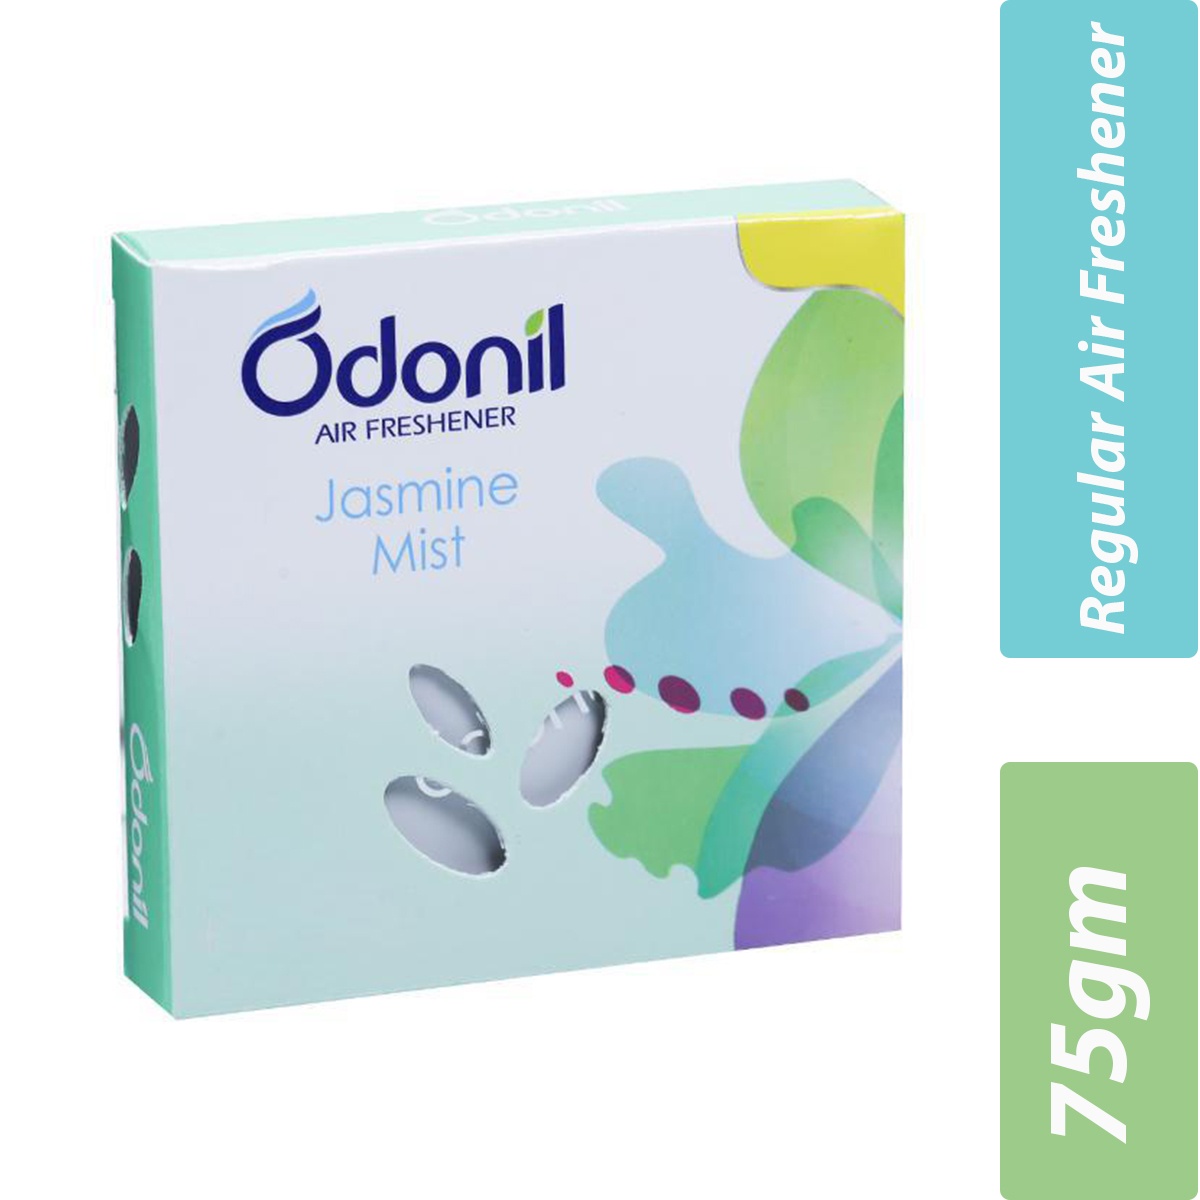 Odonil
Odonil
AIR FRESHENER
Jasmine
Mist
Odonil
Regular Air Freshener
75gm